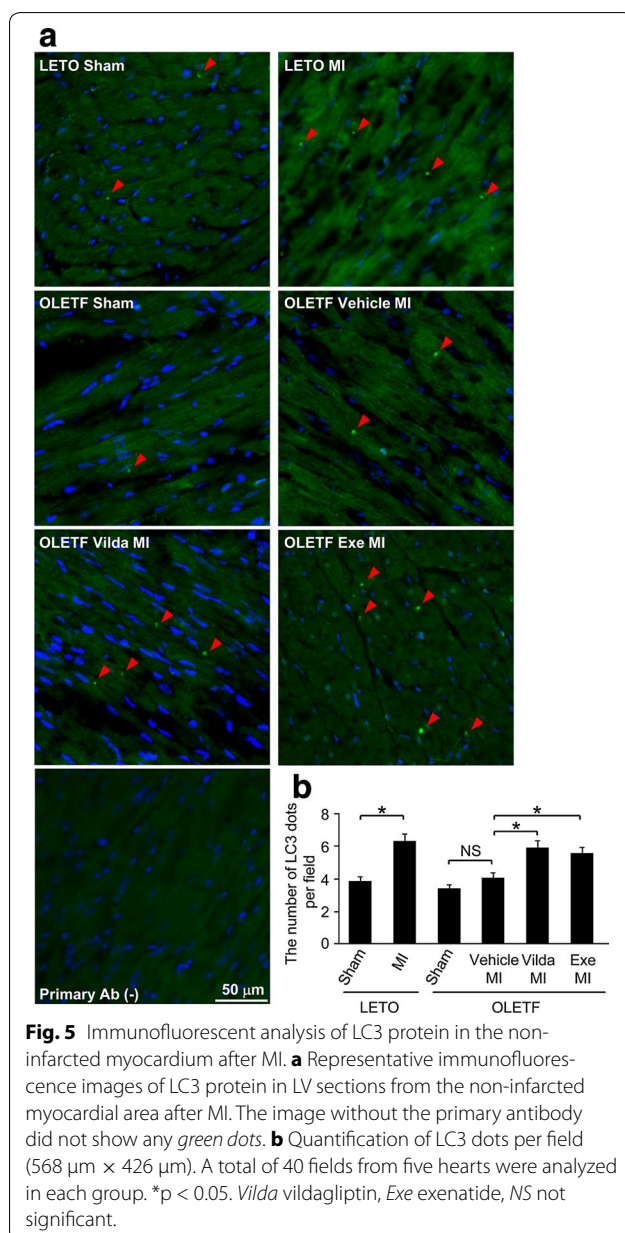 a
LETO Sham
LETO MI
OLETF Sham
OLETF Vehicle MI
OLETF Vilda MI
OLETF Exe MI
Primary Ab (-)
50 μm
b
The number of LC3 dots
per field
8
6
4
2
0
*
NS
*
*
Sham
MI
Sham
Vehicle
MI
Vilda
MI
Exe
MI
LETO
OLETF
Fig. 5 Immunofluorescent analysis of LC3 protein in the non-
infarcted myocardium after MI. a Representative immunofluores-
cence images of LC3 protein in LV sections from the non-infarcted
myocardial area after MI. The image without the primary antibody
did not show any green dots. b Quantification of LC3 dots per field
(568 μm × 426 μm). A total of 40 fields from five hearts were analyzed
in each group. *p < 0.05. Vilda vildagliptin, Exe exenatide, NS not
significant.